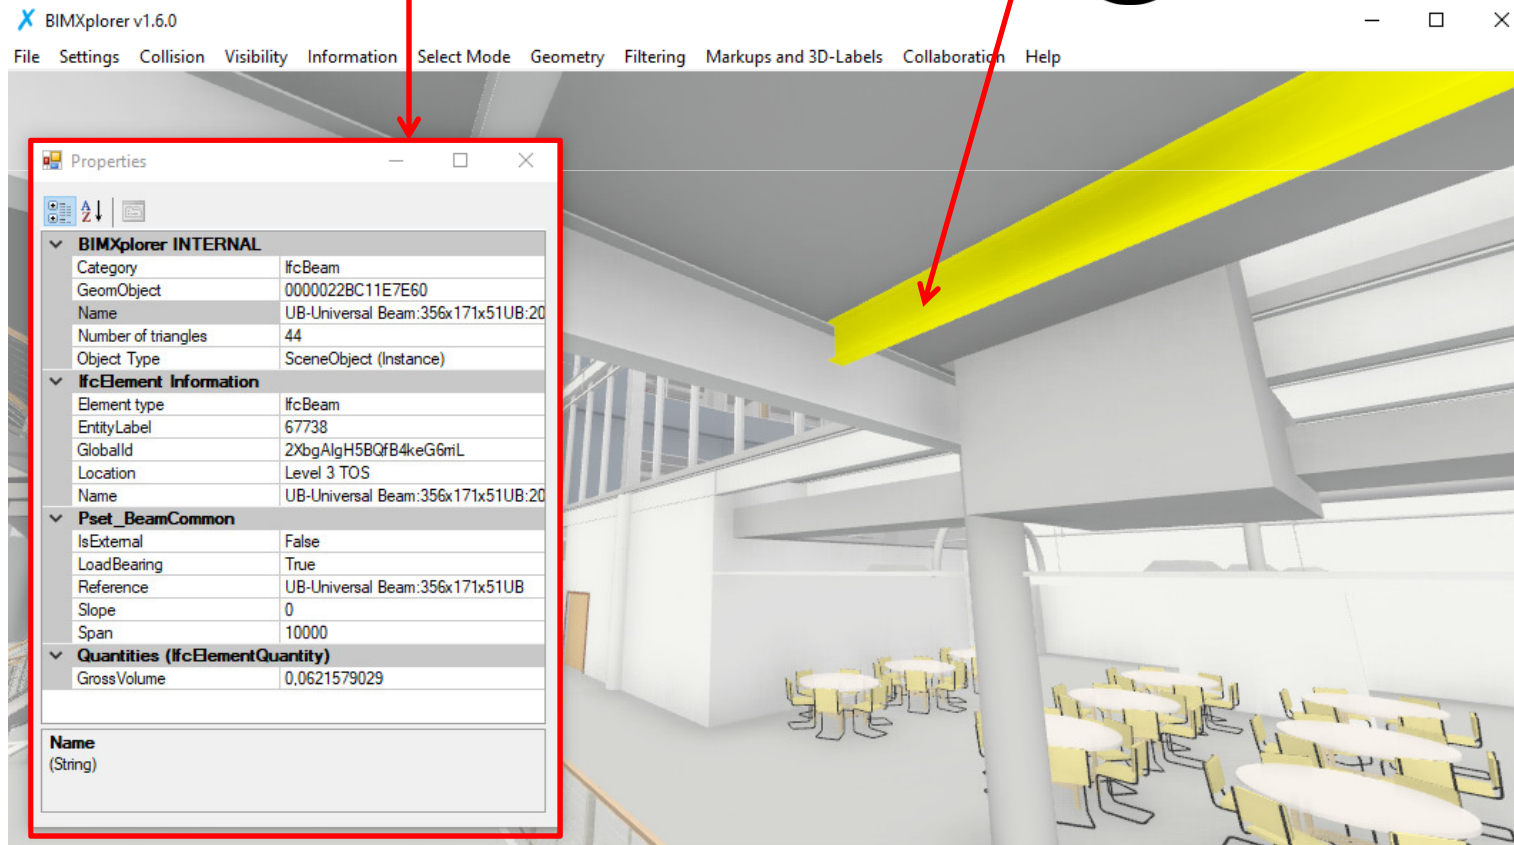 BIMXplorer v1.6.0
File Settings Collision Visibility Information Select Mode Geometry Filtering Markups and 3D-Labels Collaboration Help
Properties
BIMXplorer INTERNAL
Category IfcBeam
GeomObject 0000022BC11E7E60
Name UB-Universal Beam:356x171x51UB:20
Number of triangles 44
Object Type SceneObject (Instance)
IfcElement Information
Element type IfcBeam
EntityLabel 67738
GlobalId 2XbgAlgH5BQfB4keG6miL
Location Level 3 TOS
Name UB-Universal Beam:356x171x51UB:20
Pset_BeamCommon
IsExternal False
LoadBearing True
Reference UB-Universal Beam:356x171x51UB
Slope 0
Span 10000
Quantities (IfcElementQuantity)
GrossVolume 0,0621579029
Name
(String)